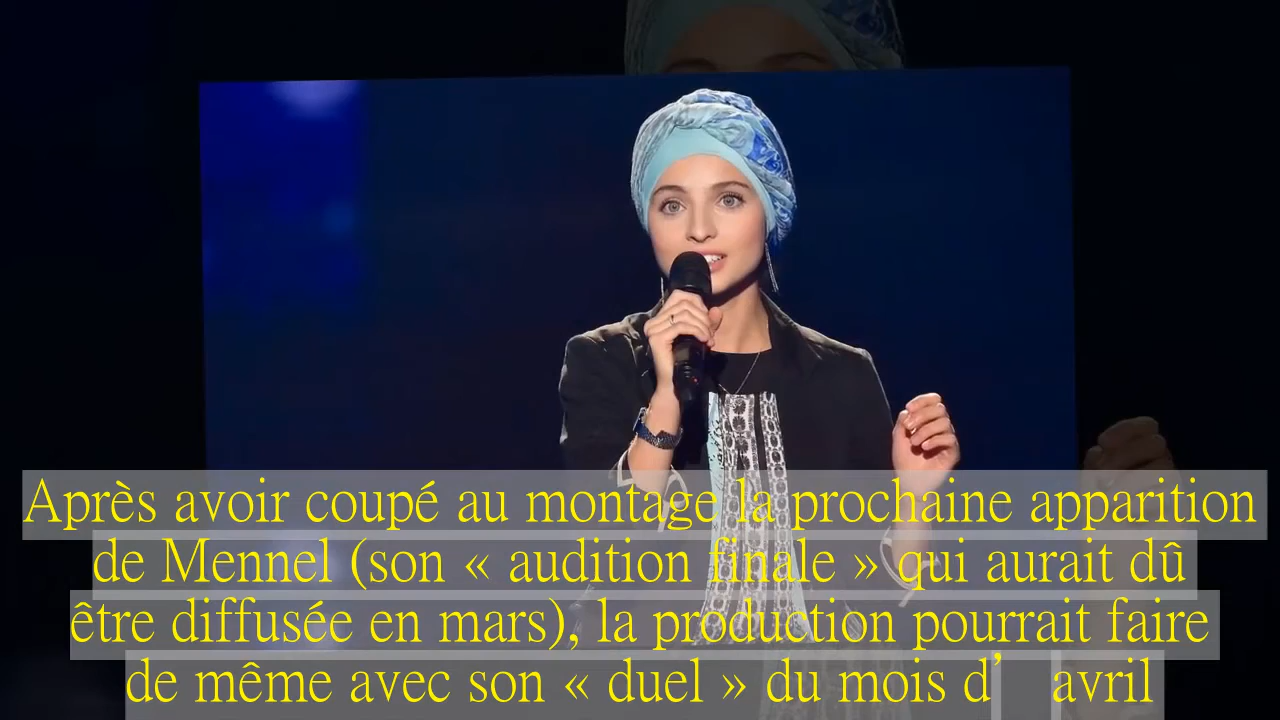 Après avoir coupé au montage la prochaine apparition
de Mennel (son « audition finale » qui aurait dû
être diffusée en mars), la production pourrait faire
de même avec son « duel » du mois d’ avril